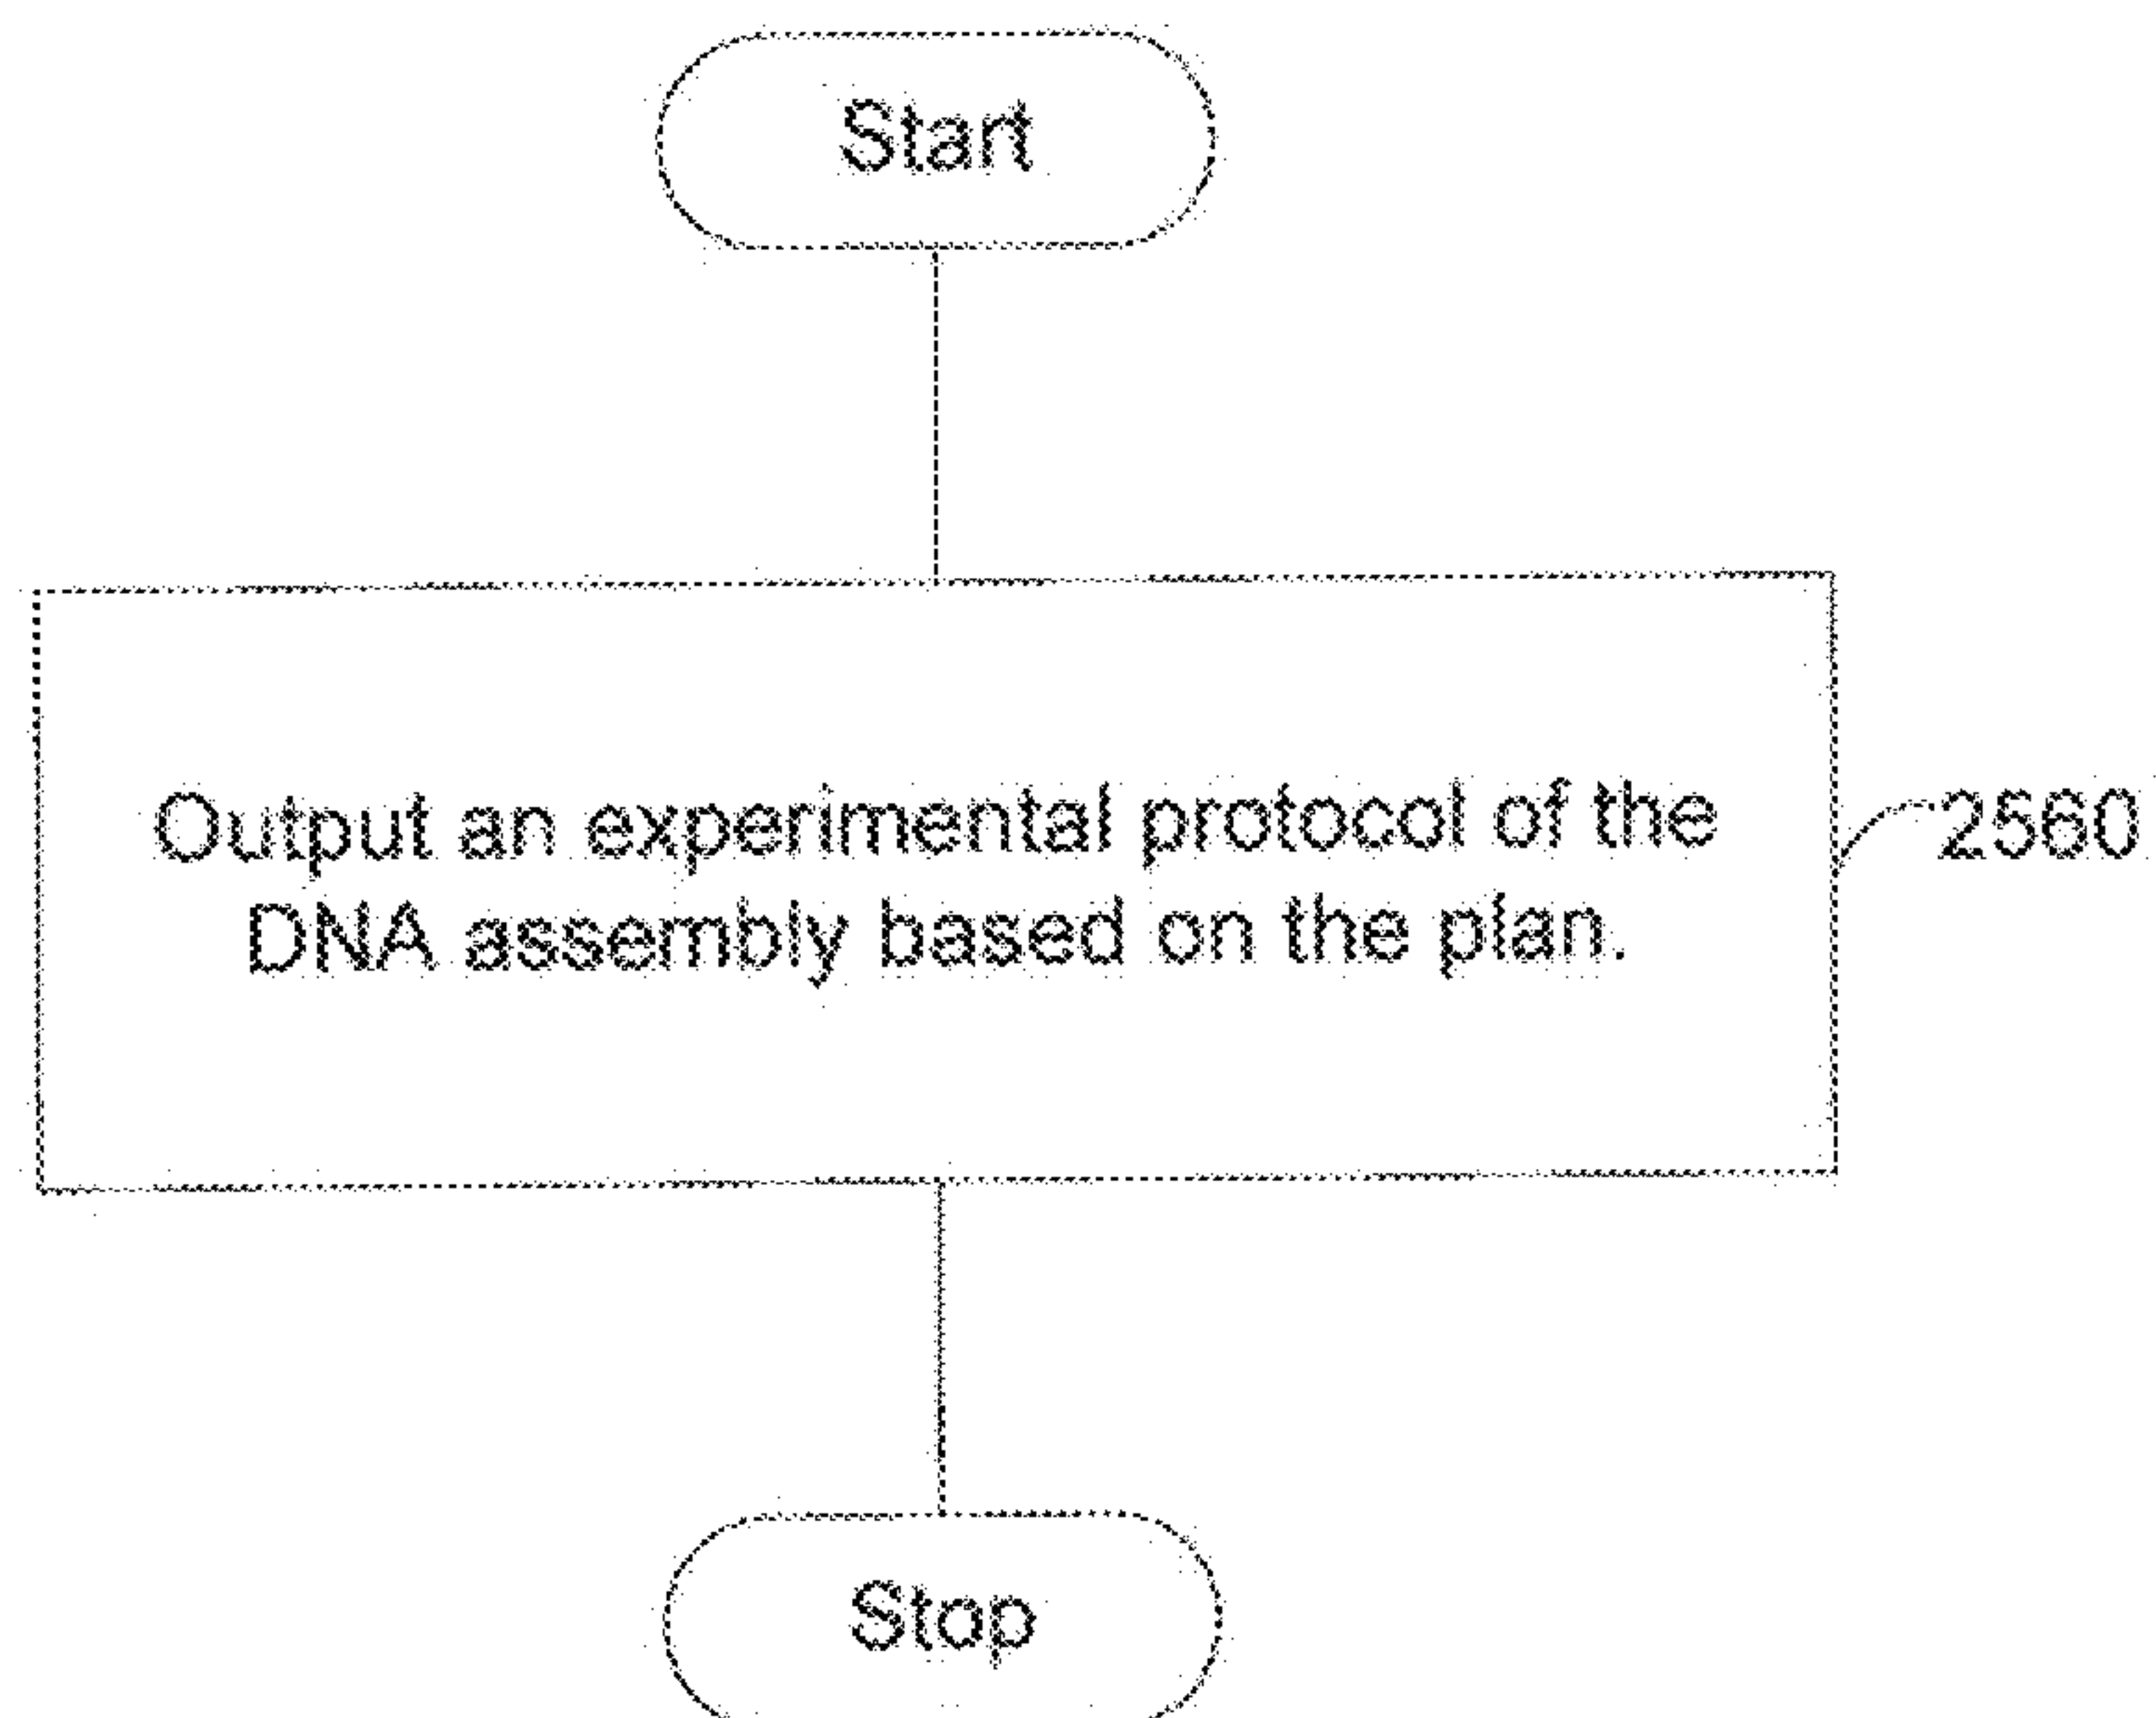 Start
Output an experimental protocol of the
DNA assembly based on the plan.
2560
Stop